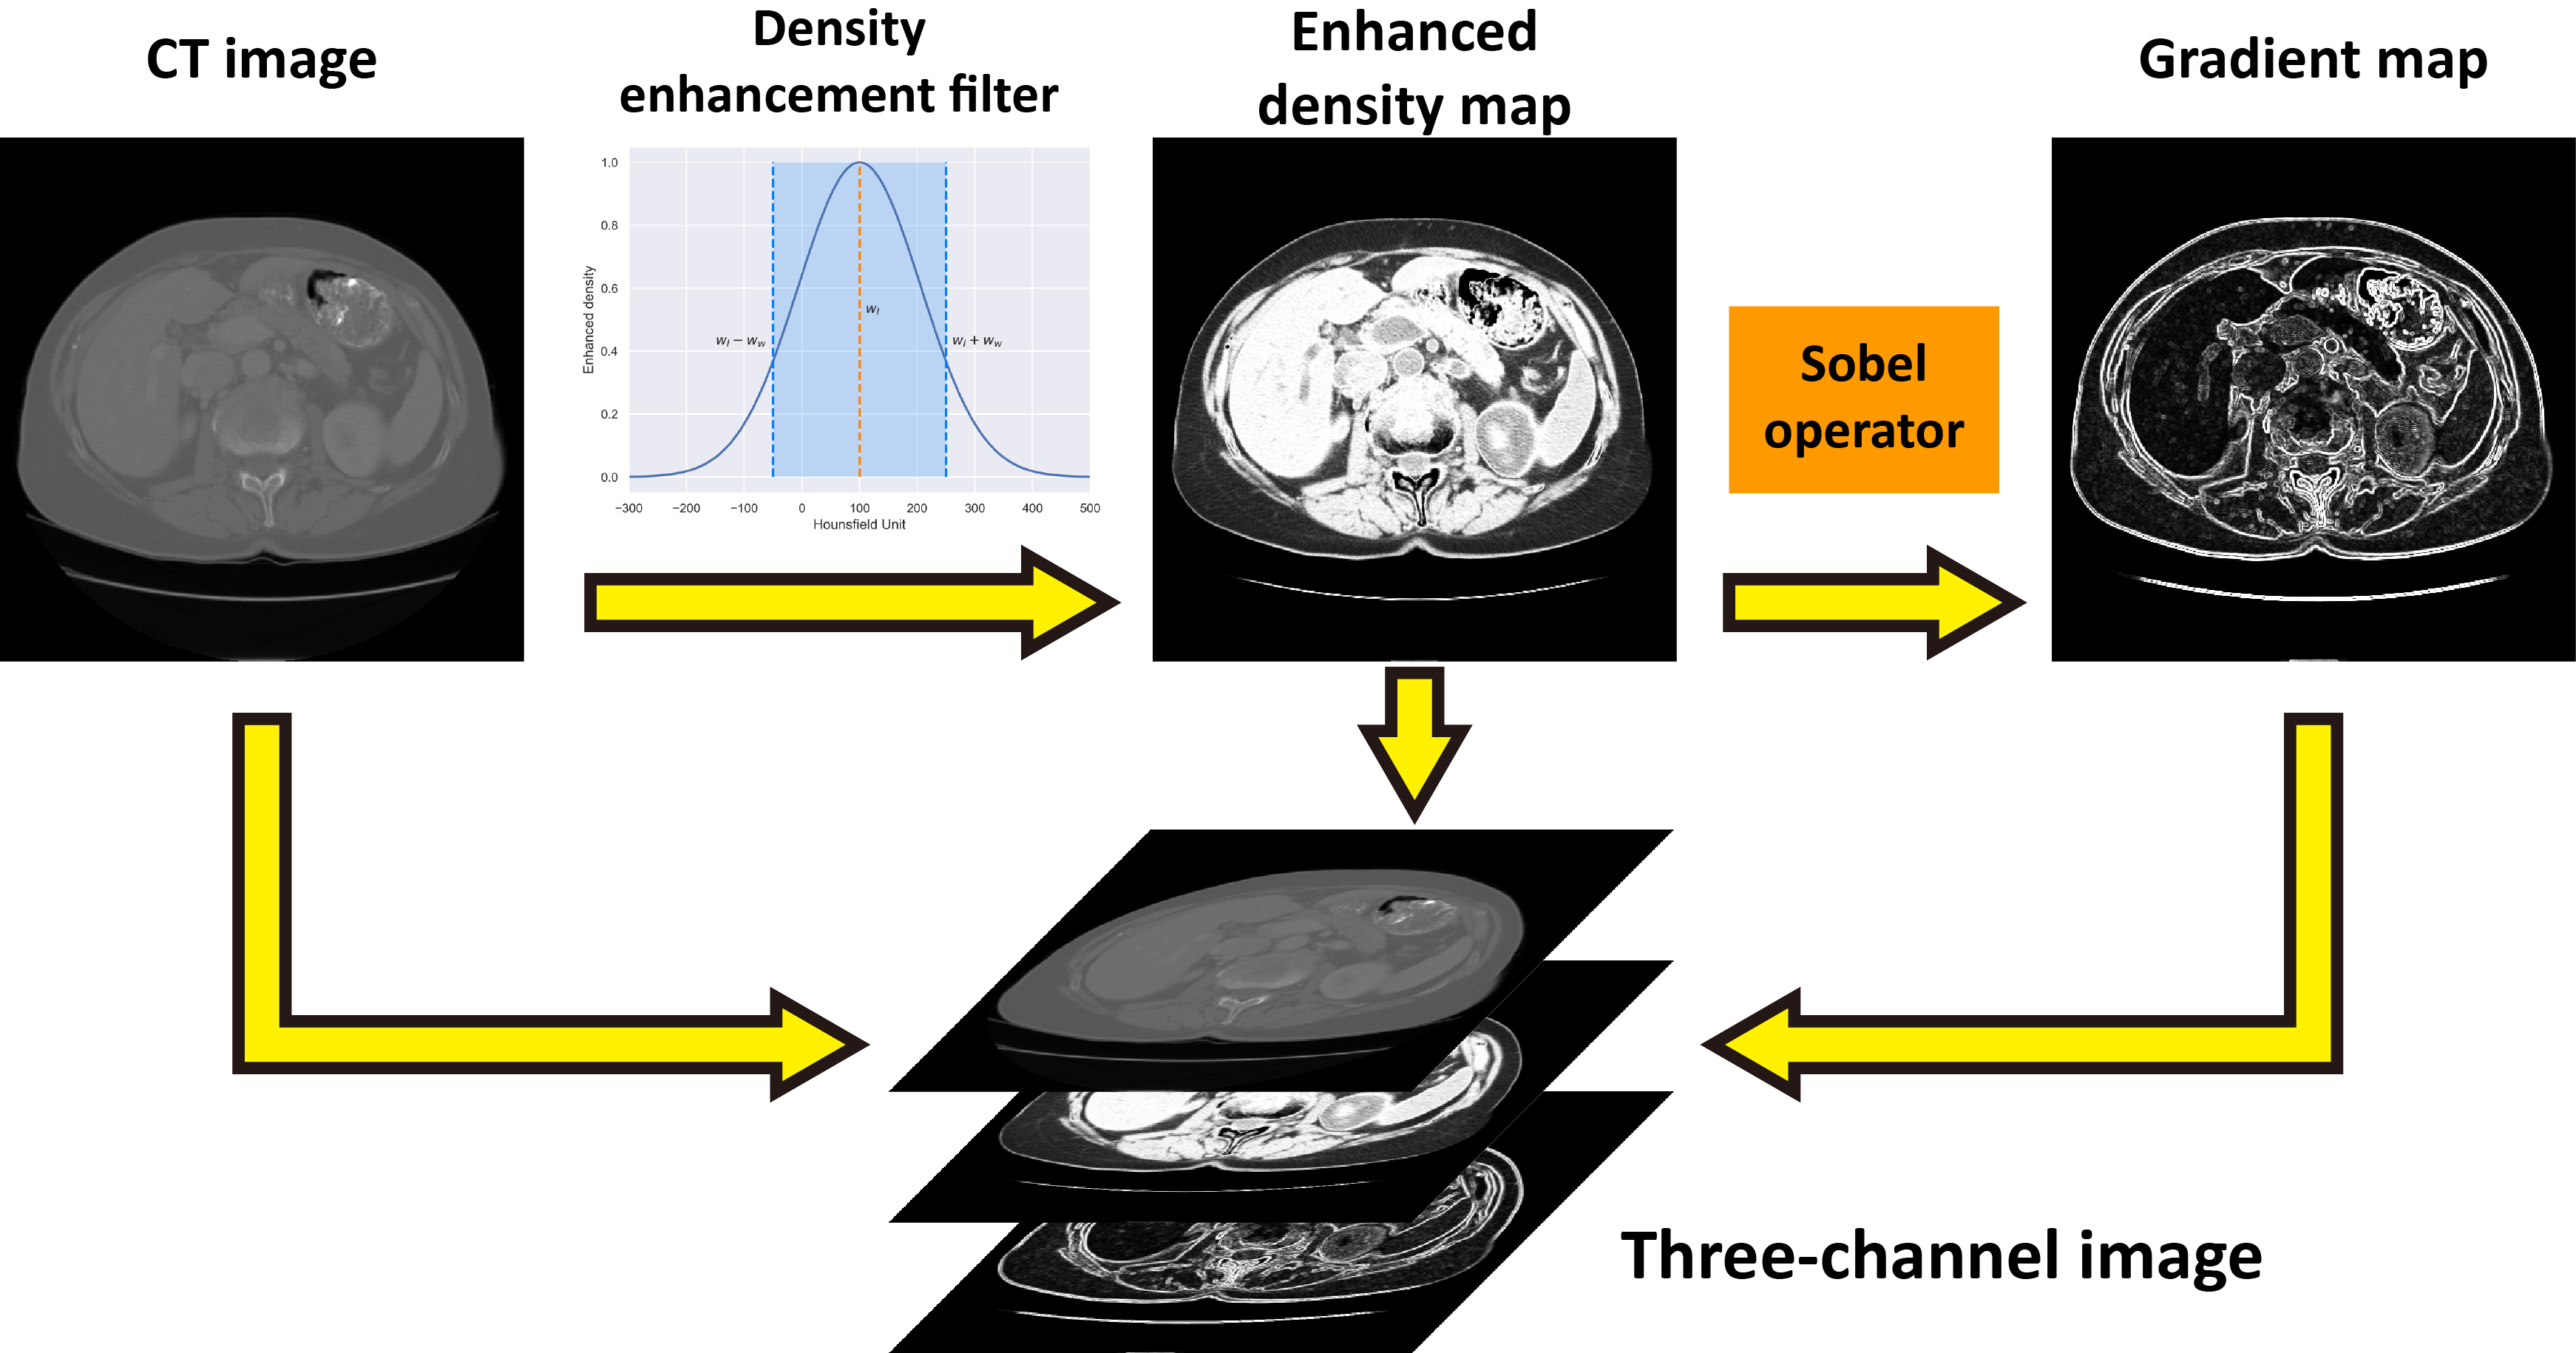 CT image
Density
enhancement filter
Enhanced
density map
Gradient map
1.0
0.8
0.6
0.4
0.2
0.0
Enhanced density
w_l − w_w
w_l
w_l + w_w
−300 −200 −100 0 100 200 300 400 500
Hounsfield Unit
Sobel
operator
Three-channel image